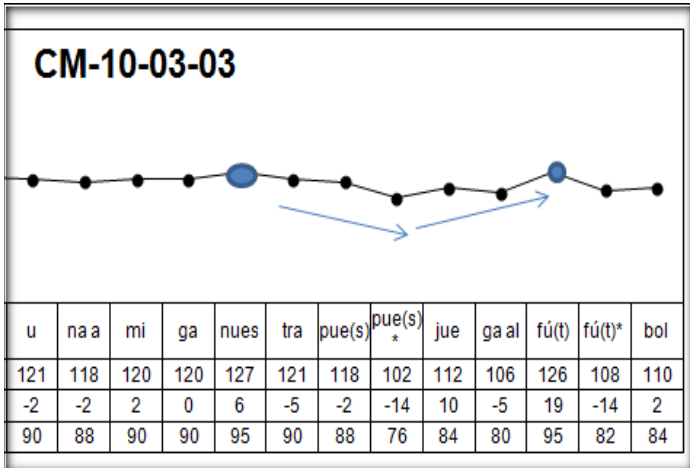 CM-10-03-03
u na a mi ga nues tra pue(s) pue(s)* jue ga al fú(t) fú(t)* bol
121 118 120 120 127 121 118 102 112 106 126 108 110
-2 -2 2 0 6 -5 -2 -14 10 -5 19 -14 2
90 88 90 90 95 90 88 76 84 80 95 82 84